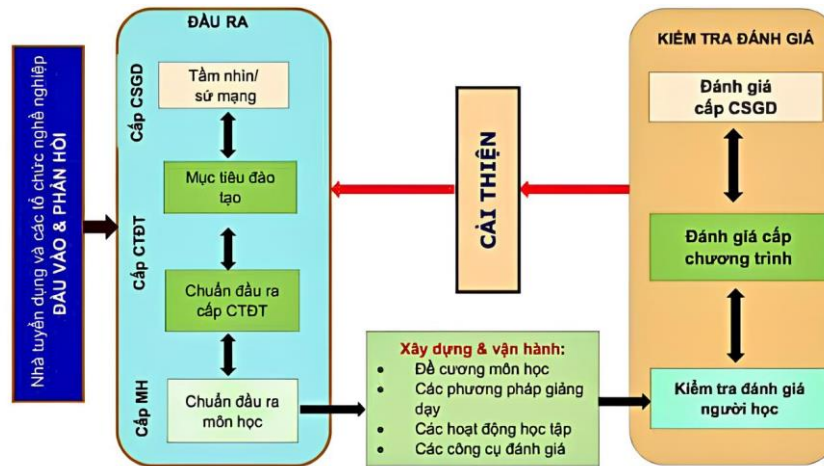 Nhà tuyển dụng và các tổ chức nghề nghiệp
ĐẦU VÀO & PHẢN HỒI
ĐẦU RA
Cấp CSGD
Tầm nhìn/
sứ mạng
Mục tiêu đào
tạo
Cấp CTĐT
Chuẩn đầu ra
cấp CTĐT
Cấp MH
Chuẩn đầu ra
môn học
CẢI THIỆN
Xây dựng & vận hành:
• Đề cương môn học
• Các phương pháp giảng
dạy
• Các hoạt động học tập
• Các công cụ đánh giá
KIỂM TRA ĐÁNH GIÁ
Đánh giá
cấp CSGD
Đánh giá cấp
chương trình
Kiểm tra đánh giá
người học